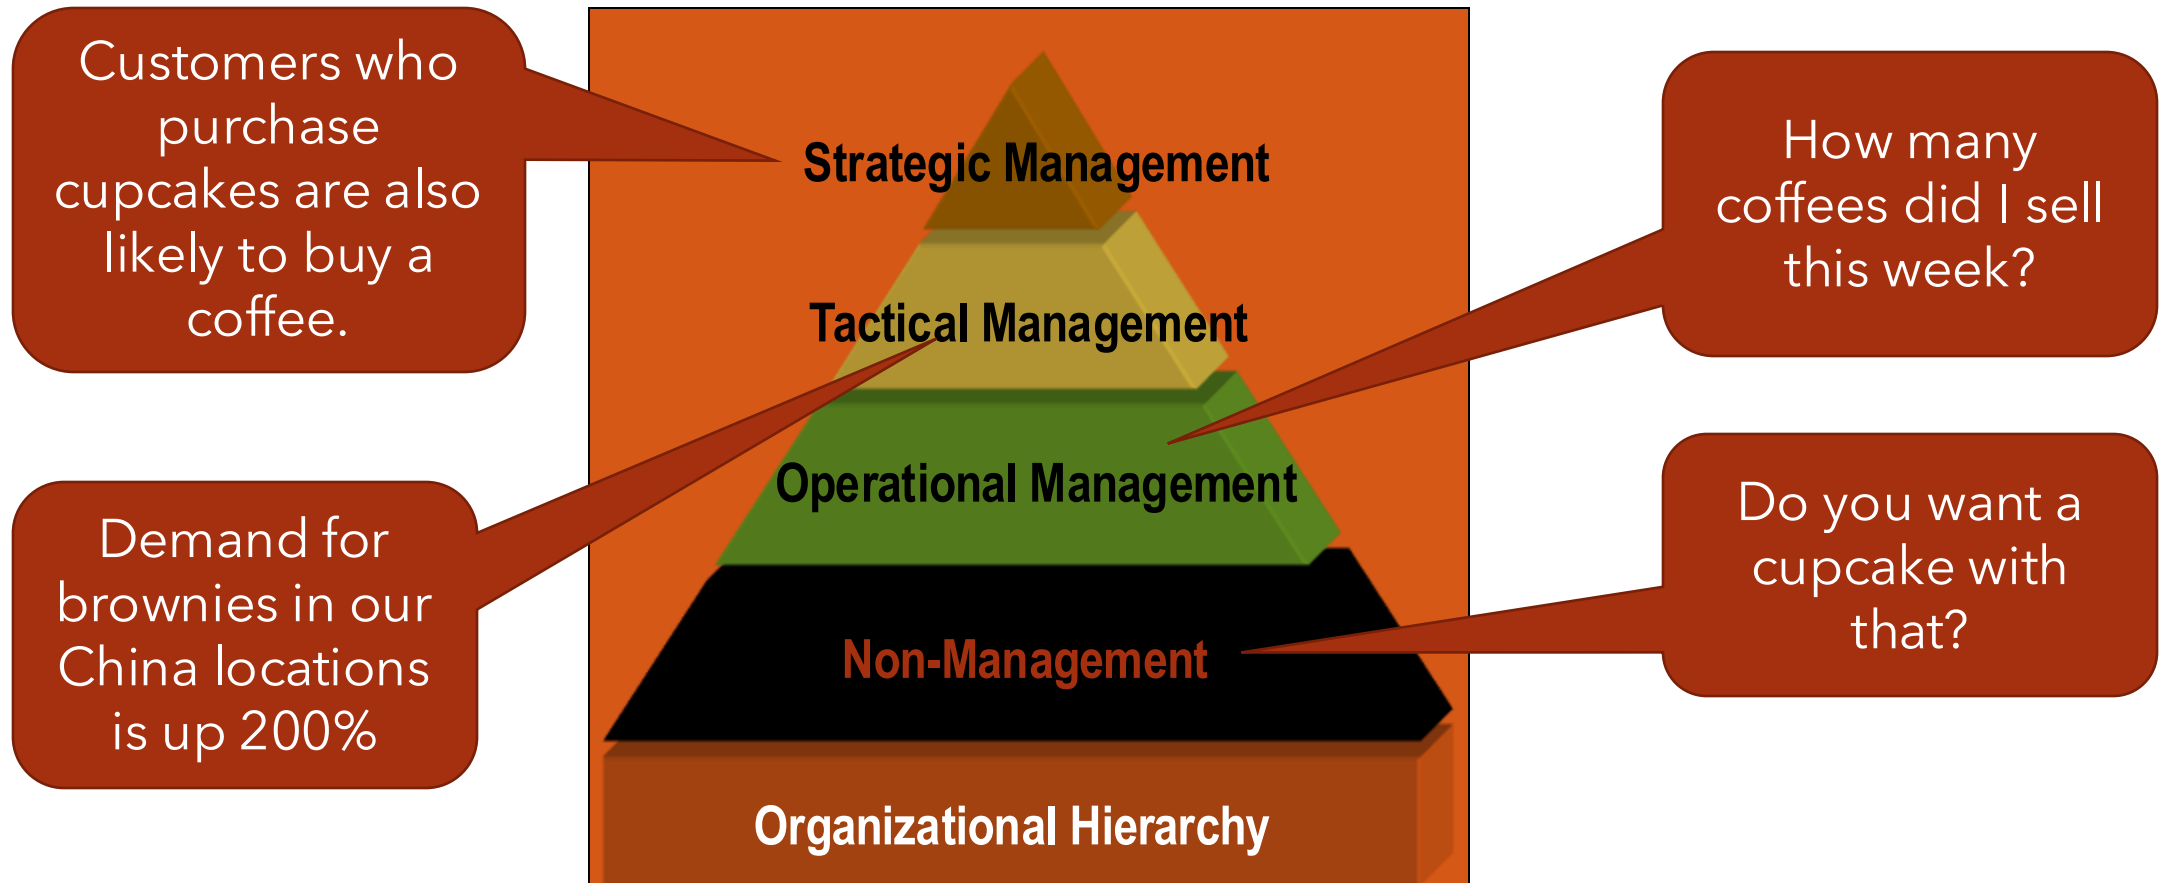 Customers who
purchase
cupcakes are also
likely to buy a
coffee.
Demand for
brownies in our
China locations
is up 200%
Strategic Management
Tactical Management
Operational Management
Non-Management
Organizational Hierarchy
How many
coffees did I sell
this week?
Do you want a
cupcake with
that?